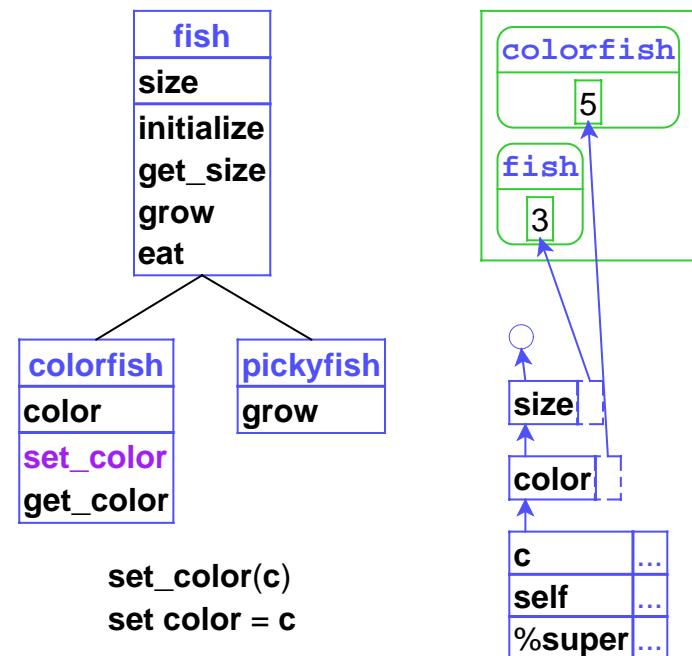 fish
size
initialize
get_size
grow
eat
colorfish
color
set_color
get_color
pickyfish
grow
set_color(c)
set color = c
colorfish
5
fish
3
size
color
c ...
self ...
%super ...